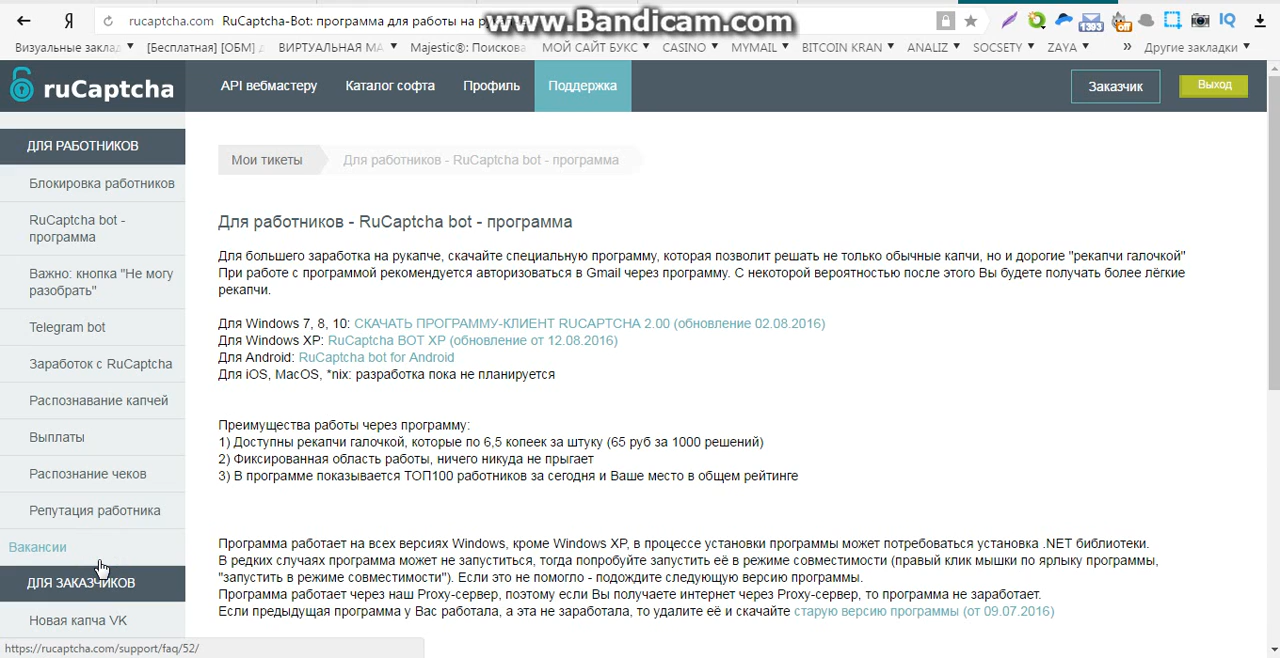 Я
rucaptcha.com RuCaptcha-Bot: программа для работы на
www.Bandicam.com
1393
off
IQ
Визуальные заклад
[Бесплатная] [ОБМ]
ВИРТУАЛЬНАЯ МА
Majestic®: Поискова
МОЙ САЙТ БУКС
CASINO
MYMAIL
BITCOIN KRAN
ANALIZ
SOCSETY
ZAYA
»
Другие закладки
ruCaptcha
API вебмастеру
Каталог софта
Профиль
Поддержка
Заказчик
Выход
ДЛЯ РАБОТНИКОВ
Блокировка работников
RuCaptcha bot -
программа
Важно: кнопка "Не могу
разобрать"
Telegram bot
Заработок с RuCaptcha
Распознавание капчей
Выплаты
Распознание чеков
Репутация работника
Вакансии
ДЛЯ ЗАКАЗЧИКОВ
Новая капча VK
https://rucaptcha.com/support/faq/52/
Мои тикеты
Для работников - RuCaptcha bot - программа
Для работников - RuCaptcha bot - программа
Для большего заработка на рукапче, скачайте специальную программу, которая позволит решать не только обычные капчи, но и дорогие "рекапчи галочкой"
При работе с программой рекомендуется авторизоваться в Gmail через программу. С некоторой вероятностью после этого Вы будете получать более лёгкие
рекапчи.
Для Windows 7, 8, 10: СКАЧАТЬ ПРОГРАММУ-КЛИЕНТ RUCAPTCHA 2.00 (обновление 02.08.2016)
Для Windows XP: RuCaptcha BOT XP (обновление от 12.08.2016)
Для Android: RuCaptcha bot for Android
Для iOS, MacOS, *nix: разработка пока не планируется
Преимущества работы через программу:
1) Доступны рекапчи галочкой, которые по 6,5 копеек за штуку (65 руб за 1000 решений)
2) Фиксированная область работы, ничего никуда не прыгает
3) В программе показывается ТОП100 работников за сегодня и Ваше место в общем рейтинге
Программа работает на всех версиях Windows, кроме Windows XP, в процессе установки программы может потребоваться установка .NET библиотеки.
В редких случаях программа может не запуститься, тогда попробуйте запустить её в режиме совместимости (правый клик мышки по ярлыку программы,
"запустить в режиме совместимости"). Если это не помогло - подождите следующую версию программы.
Программа работает через наш Proxy-сервер, поэтому если Вы получаете интернет через Proxy-сервер, то программа не заработает.
Если предыдущая программа у Вас работала, а эта не заработала, то удалите её и скачайте старую версию программы (от 09.07.2016)